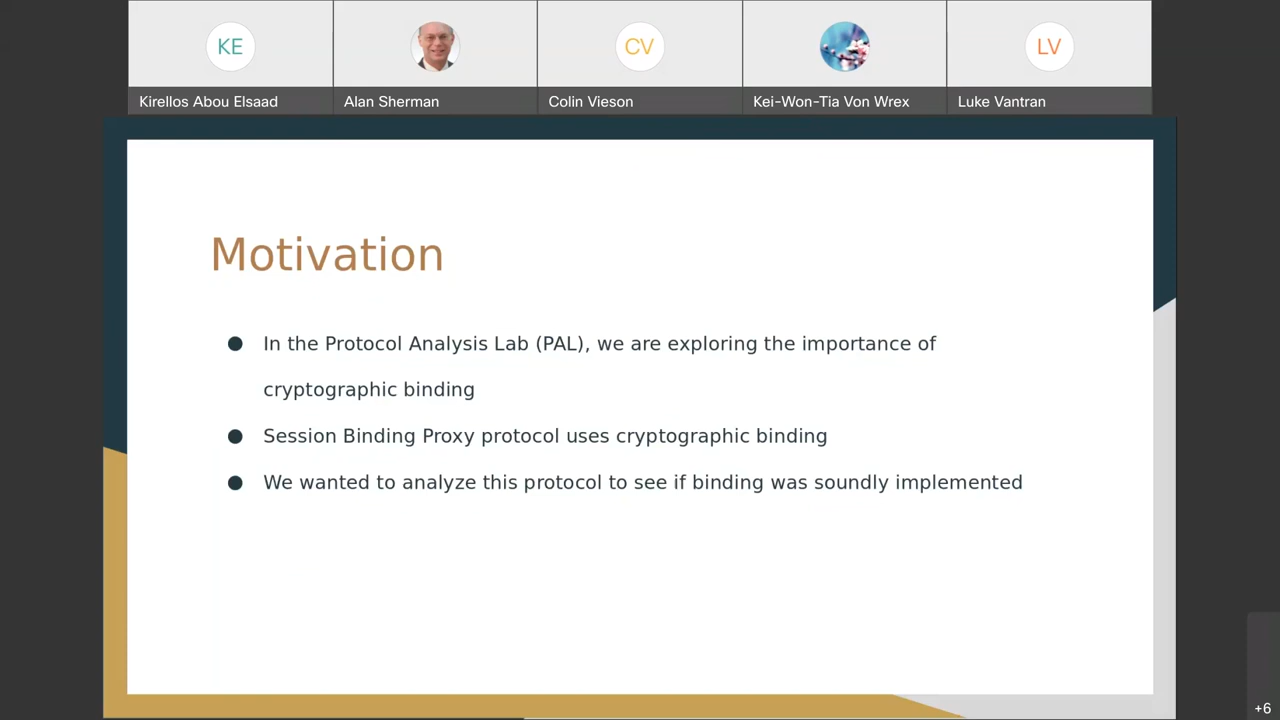 KE
CV
LV
Kirellos Abou Elsaad
Alan Sherman
Colin Vieson
Kei-Won-Tia Von Wrex
Luke Vantran
Motivation
● In the Protocol Analysis Lab (PAL), we are exploring the importance of
cryptographic binding
● Session Binding Proxy protocol uses cryptographic binding
● We wanted to analyze this protocol to see if binding was soundly implemented
+6